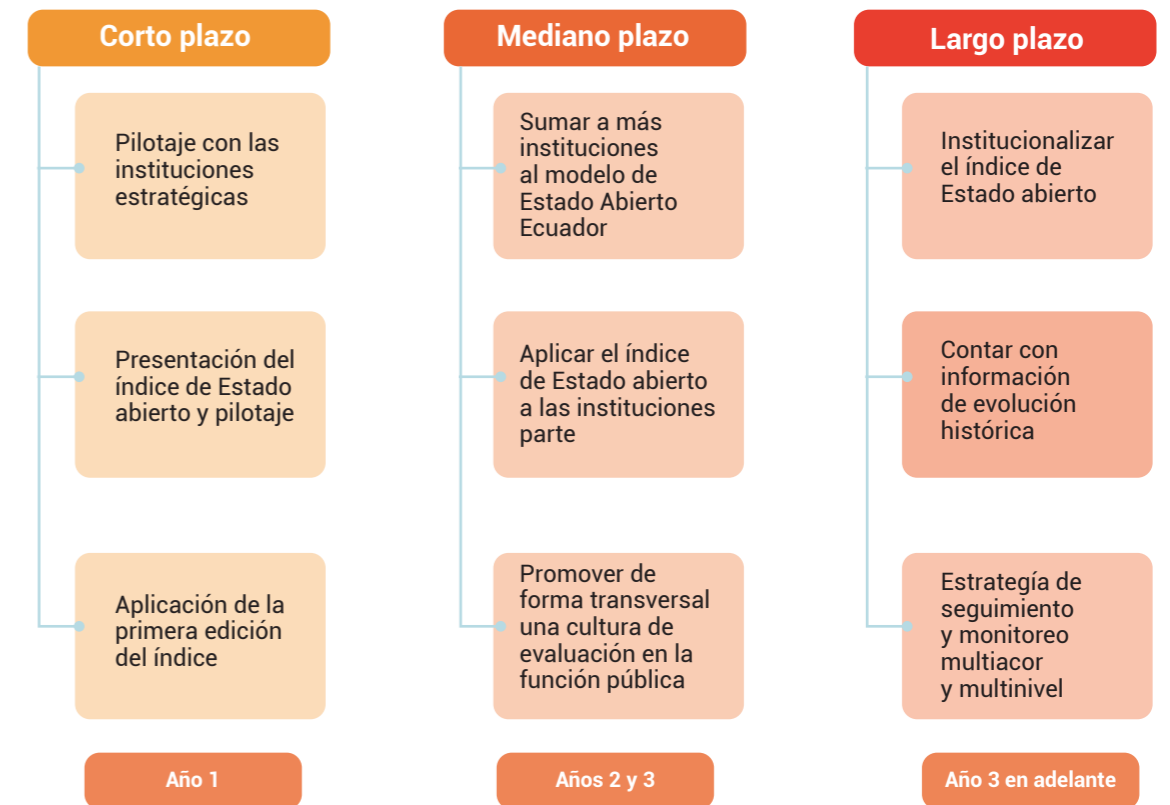 Corto plazo
Pilotaje con las
instituciones
estratégicas
Presentación del
índice de Estado
abierto y pilotaje
Aplicación de la
primera edición
del índice
Año 1
Mediano plazo
Sumar a más
instituciones
al modelo de
Estado Abierto
Ecuador
Aplicar el índice
de Estado abierto
a las instituciones
parte
Promover de
forma transversal
una cultura de
evaluación en la
función pública
Años 2 y 3
Largo plazo
Institucionalizar
el índice de
Estado abierto
Contar con
información
de evolución
histórica
Estrategía de
seguimiento
y monitoreo
multiacor
y multinivel
Año 3 en adelante